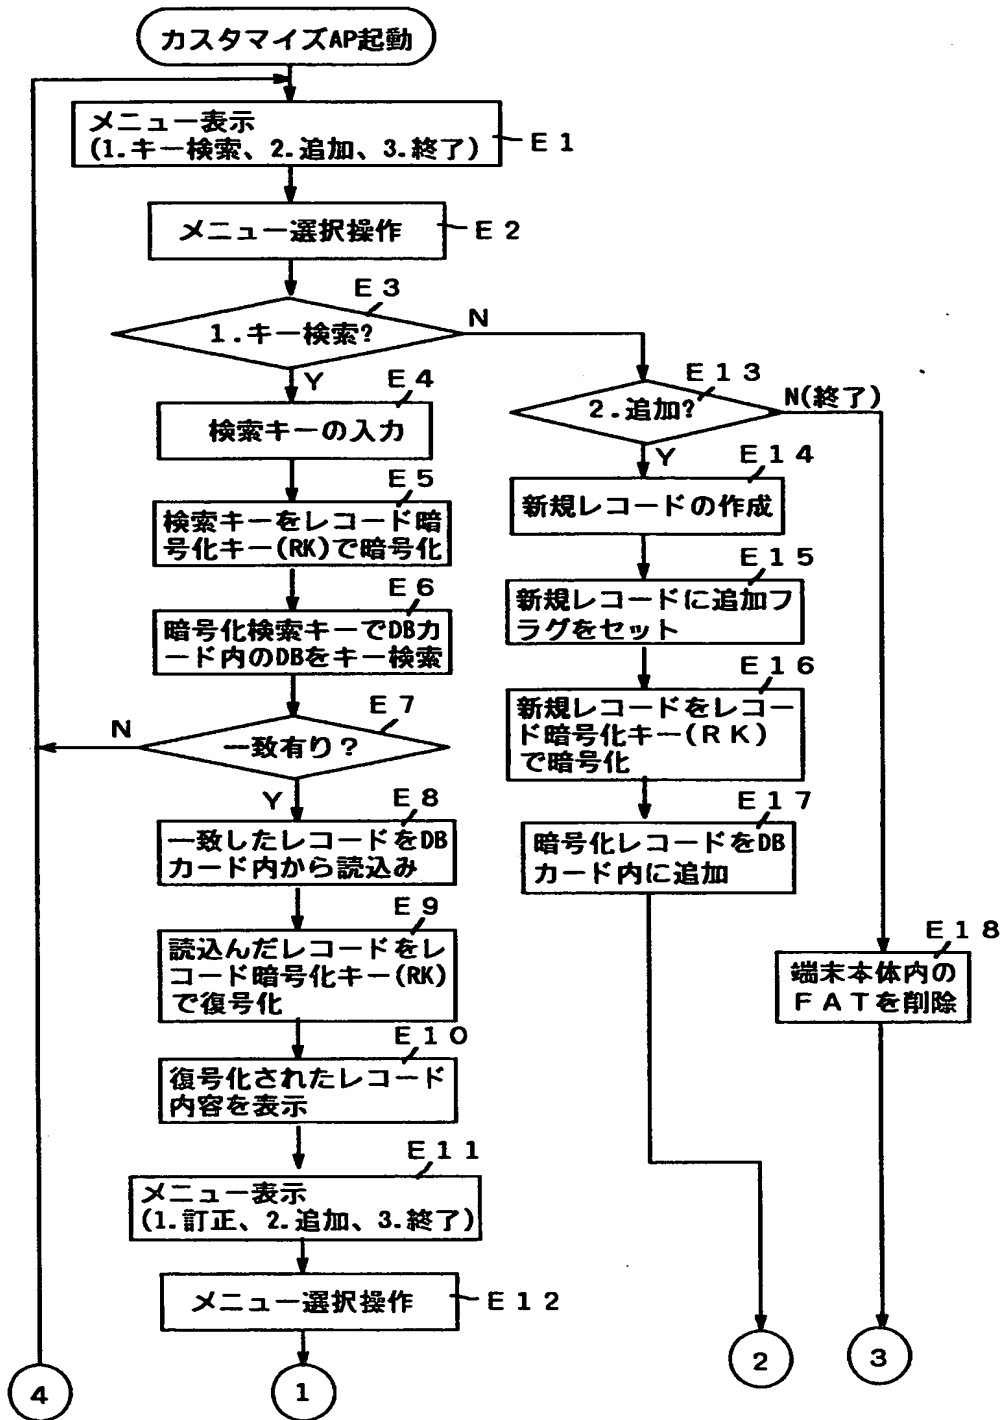 カスタマイズAP起動
メニュー表示
(1.キー検索、2.追加、3.終了)
E1
メニュー選択操作
E2
E3
1.キー検索?
N
Y
E4
検索キーの入力
E5
検索キーをレコード暗
号化キー(RK)で暗号化
E6
暗号化検索キーでDBカ
ード内のDBをキー検索
E7
N
一致有り?
Y
E8
一致したレコードをDB
カード内から読込み
E9
読込んだレコードをレ
コード暗号化キー(RK)
で復号化
E10
復号化されたレコード
内容を表示
E11
メニュー表示
(1.訂正、2.追加、3.終了)
メニュー選択操作
E12
4
1
E13
2.追加?
N(終了)
Y
E14
新規レコードの作成
E15
新規レコードに追加フ
ラグをセット
E16
新規レコードをレコー
ド暗号化キー(RK)
で暗号化
E17
暗号化レコードをDB
カード内に追加
E18
端末本体内の
FATを削除
2
3